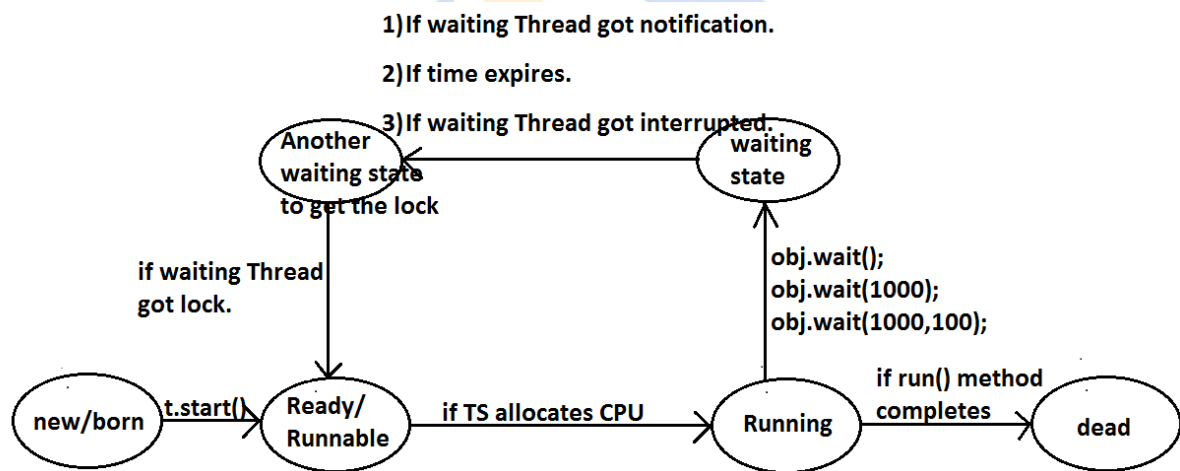 1)If waiting Thread got notification.
2)If time expires.
3)If waiting Thread got interrupted.
Another
waiting state
to get the lock
waiting
state
if waiting Thread
got lock.
obj.wait();
obj.wait(1000);
obj.wait(1000,100);
new/born
t.start()
Ready/
Runnable
if TS allocates CPU
Running
if run() method
completes
dead